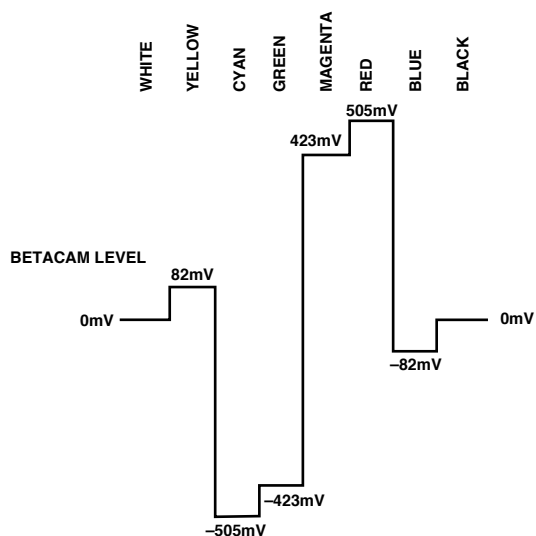 WHITE
YELLOW
CYAN
GREEN
MAGENTA
RED
BLUE
BLACK
505mV
423mV
BETACAM LEVEL
82mV
0mV
0mV
–82mV
–423mV
–505mV